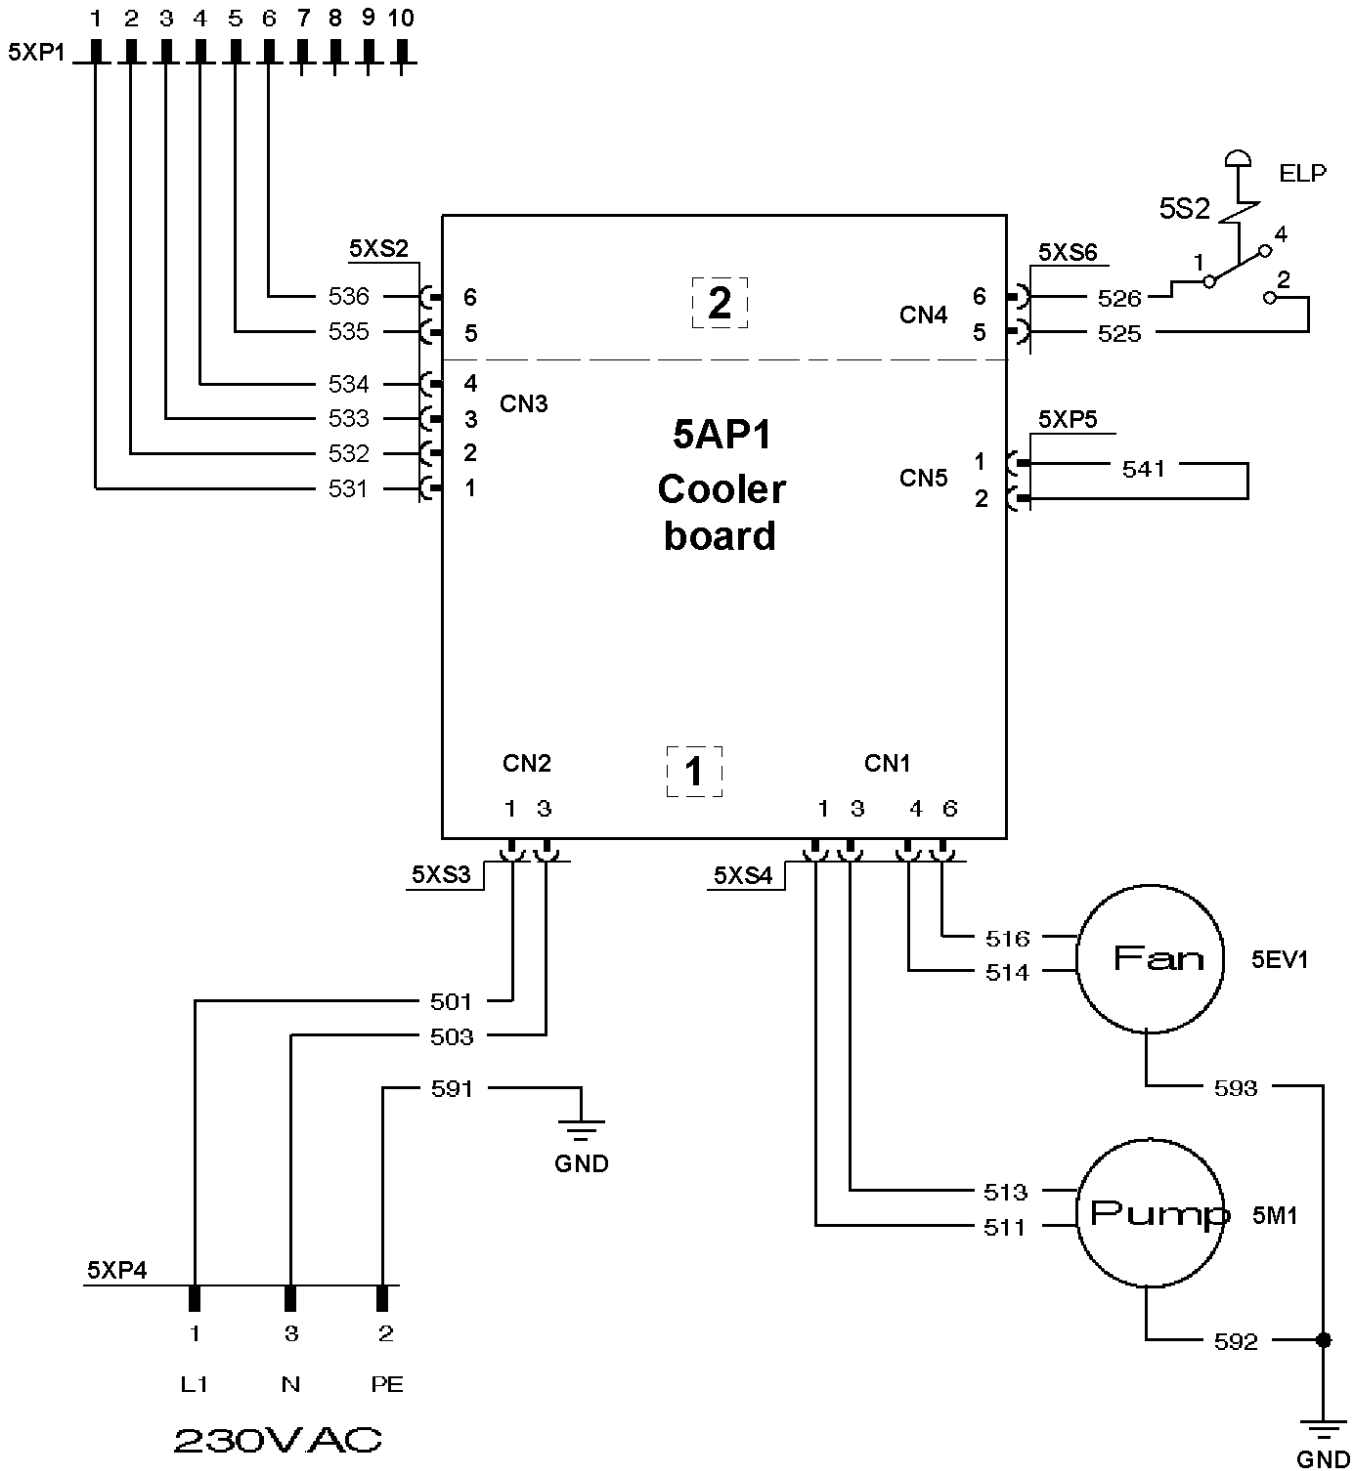 1 2 3 4 5 6 7 8 9 10
5XP1
ELP
5S2
4
1
2
5XS2
5XS6
536 6
2
CN4
6 526
535 5
5 525
534 4
CN3
533 3
532 2
531 1
5AP1
Cooler
board
5XP5
CN5
1 541
2
CN2
1
CN1
1 3
1 3 4 6
5XS3
5XS4
516
514
Fan
5EV1
501
503
591
GND
593
513
511
Pump
5M1
592
GND
5XP4
1 3 2
L1 N PE
230VAC